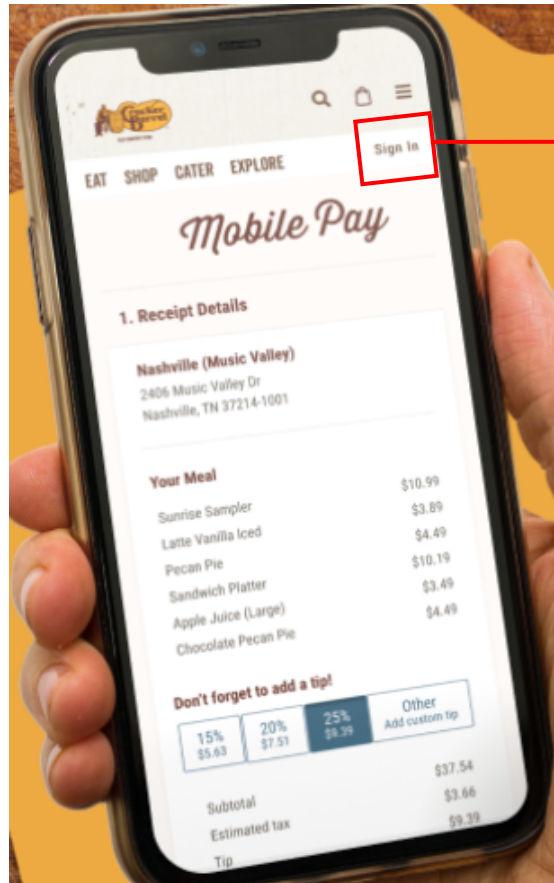 Cracker
Barrel
Sign In
EAT SHOP CATER EXPLORE
Mobile Pay
1. Receipt Details
Nashville (Music Valley)
2406 Music Valley Dr
Nashville, TN 37214-1001
Your Meal
Sunrise Sampler $10.99
Latte Vanilla Iced $3.89
Pecan Pie $4.49
Sandwich Platter $10.19
Apple Juice (Large) $3.49
Chocolate Pecan Pie $4.49
Don't forget to add a tip!
15% 20% 25% Other
$5.63 $7.51 $9.39 Add custom tip
Subtotal $37.54
Estimated tax $3.66
Tip $9.39